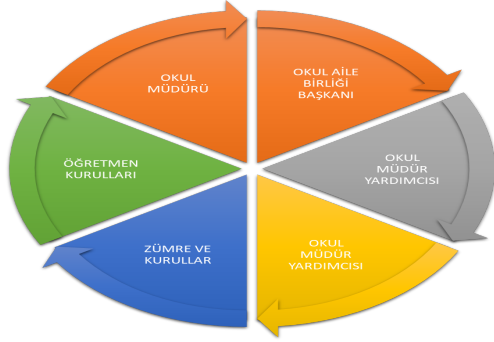 OKUL
MÜDÜRÜ
OKUL AİLE
BİRLİĞİ
BAŞKANI
OKUL
MÜDÜR
YARDIMCISI
OKUL
MÜDÜR
YARDIMCISI
ZÜMRE VE
KURULLAR
ÖĞRETMEN
KURULLARI